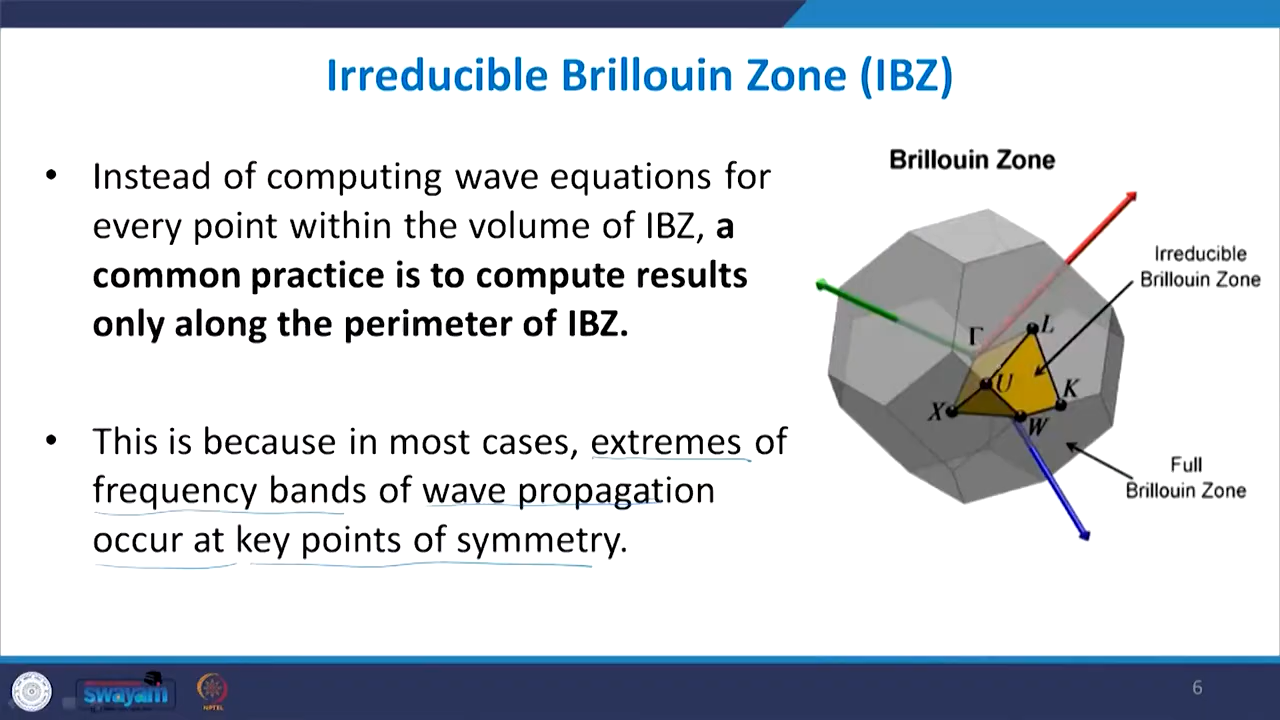 Irreducible Brillouin Zone (IBZ)
• Instead of computing wave equations for
every point within the volume of IBZ, a
common practice is to compute results
only along the perimeter of IBZ.
• This is because in most cases, extremes of
frequency bands of wave propagation
occur at key points of symmetry.
Brillouin Zone
Irreducible
Brillouin Zone
Γ
L
U
K
X
W
Full
Brillouin Zone
swayam
NPTEL
6